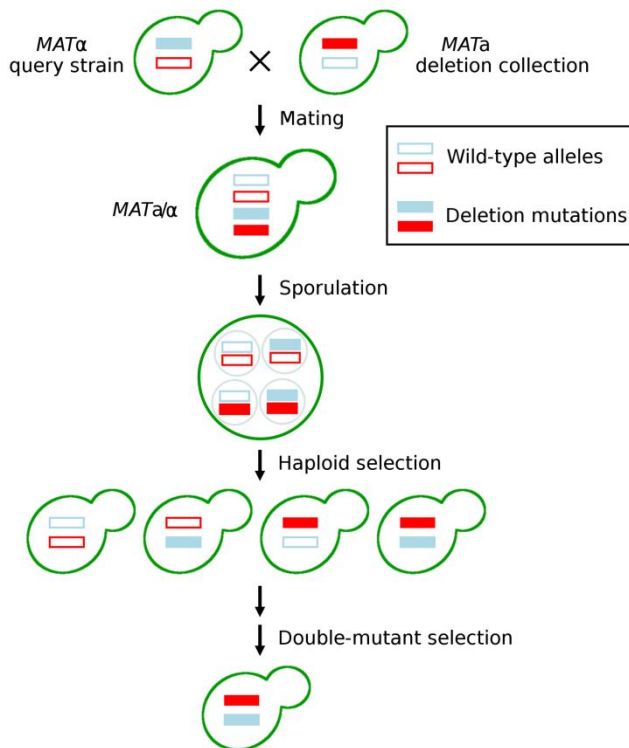 MATα
query strain
MATa
deletion collection
Mating
Wild-type alleles
Deletion mutations
MATa/α
Sporulation
Haploid selection
Double-mutant selection